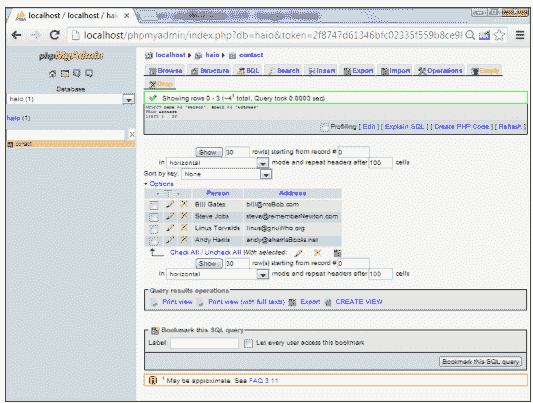 localhost / localhost / haio
localhost/phpmyadmin/index.php?db=haio&token=2f8747d61346bfc02335f559b8ce9
phpMyAdmin
Database
haio (1)
haio (1)
X
contact
localhost haio contact
Browse Structure SQL Search Insert Export Import Operations Empty
Drop
Showing rows 0 - 3 (~4¹ total, Query took 0.0003 sec)
Profiling [ Edit ] [ Explain SQL ] [ Create PHP Code ] [ Refresh ]
Show : 30 row(s) starting from record # 0
in horizontal mode and repeat headers after 100 cells
Sort by key: None
Options
Person Address
Bill Gates bill@msBob.com
Steve Jobs steve@rememberNewton.com
Linus Torvalds linus@gnuWho.org
Andy Harris andy@aharrisBooks.net
Check All / Uncheck All With selected:
Show : 30 row(s) starting from record # 0
in horizontal mode and repeat headers after 100 cells
Query results operations
Print view Print view (with full texts) Export CREATE VIEW
Bookmark this SQL query
Label: Let every user access this bookmark
Bookmark this SQL query
¹ May be approximate. See FAQ 3.11